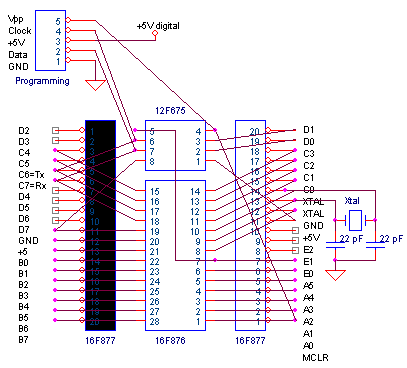 Vpp 5
Clock 4
+5V 3
Data 2
GND 1
Programming
+5V digital
12F675
5 4
6 3
7 2
8 1
D2 1
D3 2
C4 3
C5 4
C6=Tx 5
C7=Rx 6
D4 7
D5 8
D6 9
D7 10
GND 11
+5 12
B0 13
B1 14
B2 15
B3 16
B4 17
B5 18
B6 19
B7 20
15 14
16 13
17 12
18 11
19 10
20 9
21 8
22 7
23 6
24 5
25 4
26 3
27 2
28 1
20 D1
19 D0
18 C3
17 C2
16 C1
15 C0
14 XTAL
13 XTAL
12 GND
11 +5V
10 E2
9 E1
8 E0
7 A5
6 A4
5 A3
4 A2
3 A1
2 A0
1 MCLR
Xtal
22 pF 22 pF
16F877 16F876 16F877